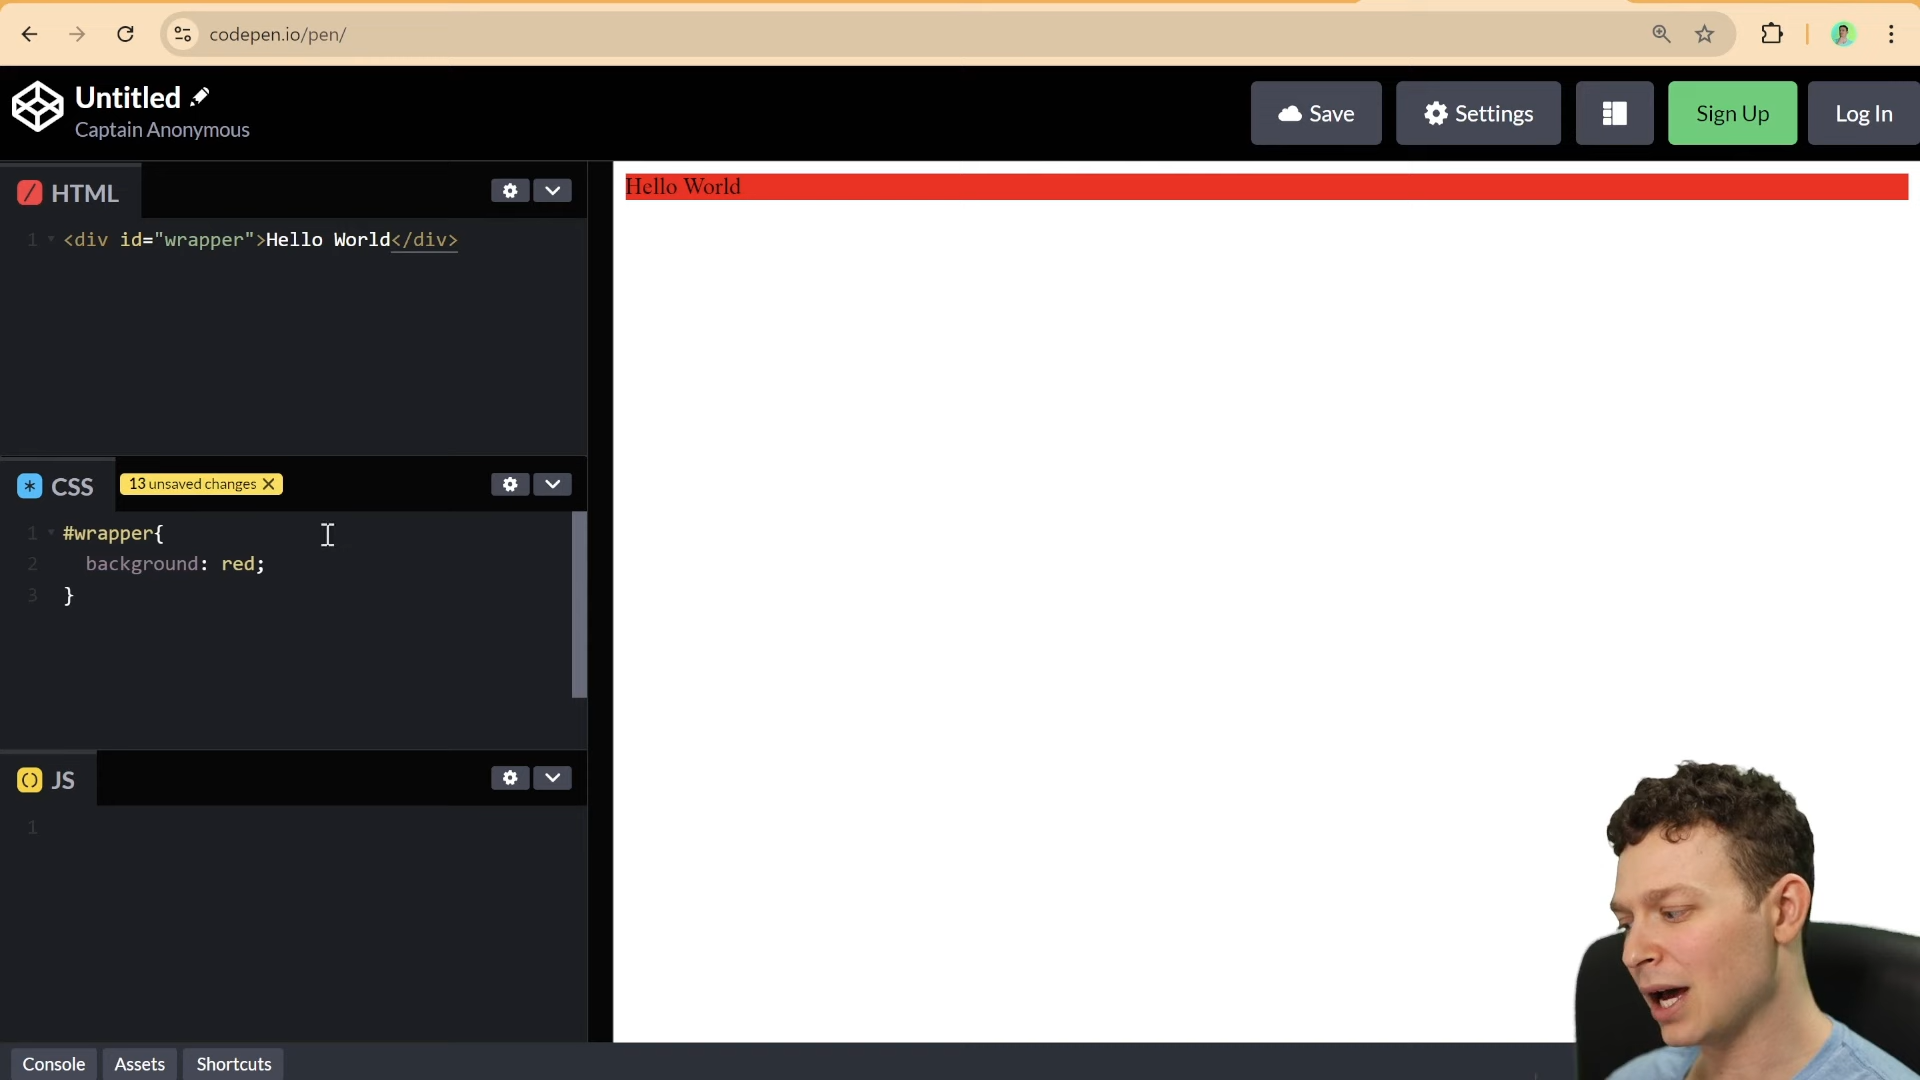 codepen.io/pen/
Untitled
Captain Anonymous
Save
Settings
Sign Up
Log In
HTML
1 <div id="wrapper">Hello World</div>
Hello World
CSS
13 unsaved changes
1 #wrapper{
2 background: red;
3 }
JS
1
Console
Assets
Shortcuts